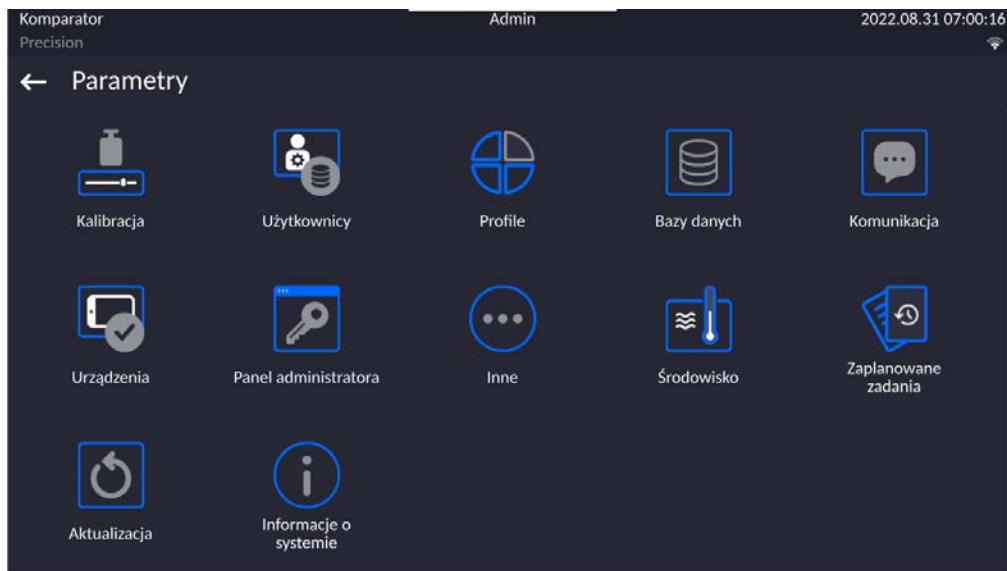 Komparator
Admin
2022.08.31 07:00:16
Precision
Parametry
Kalibracja
Użytkownicy
Profile
Bazy danych
Komunikacja
Urządzenia
Panel administratora
Inne
Środowisko
Zaplanowane
zadania
Aktualizacja
Informacje o
systemie